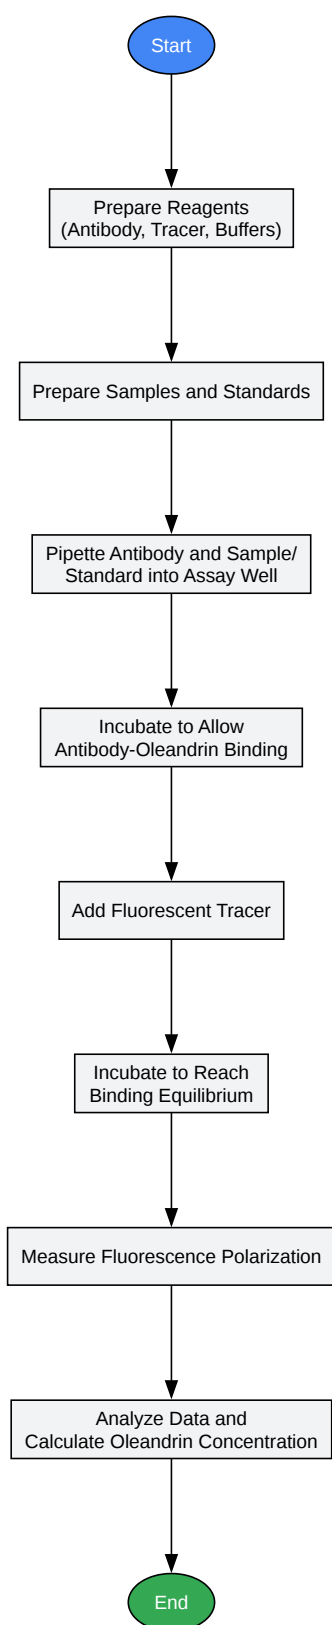 Start
Prepare Reagents
(Antibody, Tracer, Buffers)
Prepare Samples and Standards
Pipette Antibody and Sample/
Standard into Assay Well
Incubate to Allow
Antibody-Oleandrin Binding
Add Fluorescent Tracer
Incubate to Reach
Binding Equilibrium
Measure Fluorescence Polarization
Analyze Data and
Calculate Oleandrin Concentration
End